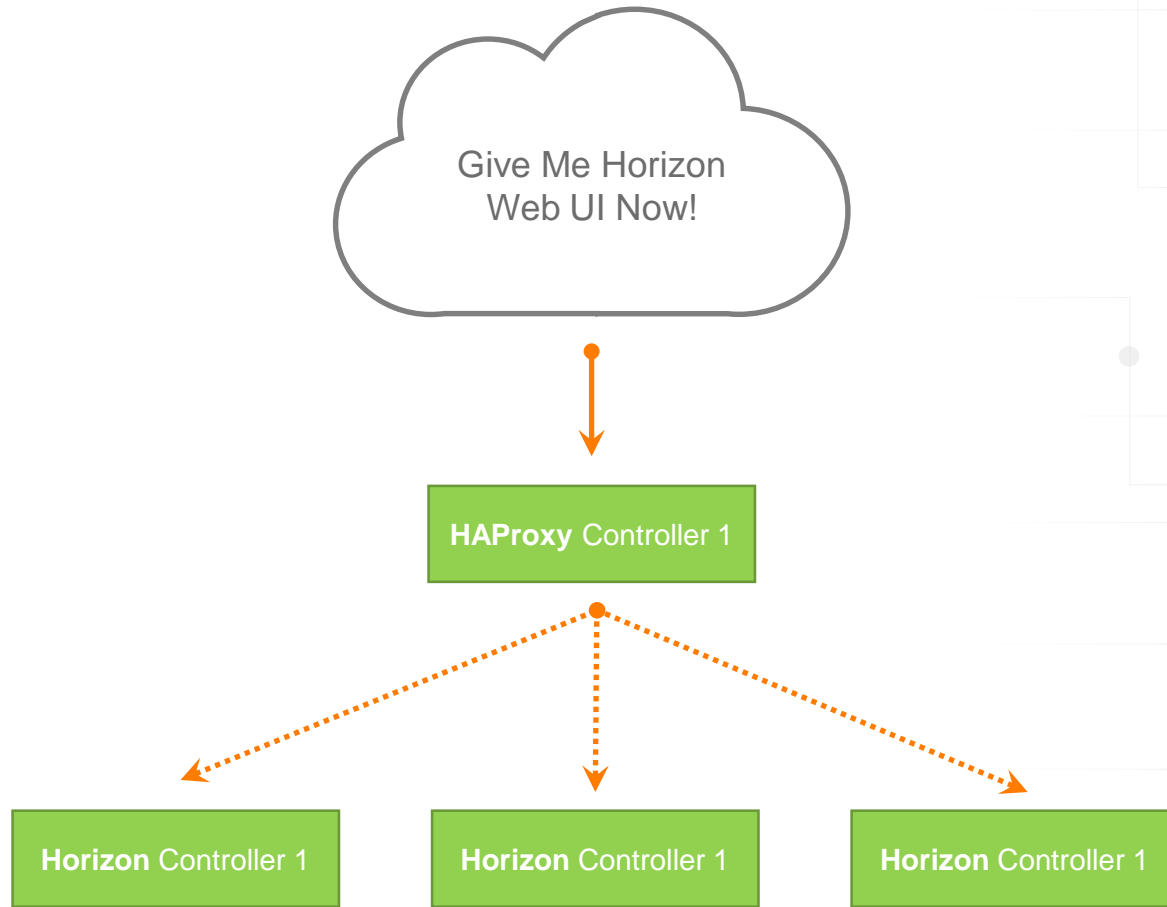 Give Me Horizon
Web UI Now!
HAProxy Controller 1
Horizon Controller 1
Horizon Controller 1
Horizon Controller 1